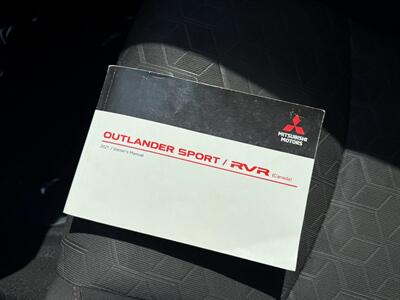 MITSUBISHI
MOTORS
OUTLANDER SPORT / RVR (Canada)
2021 / Owner's Manual